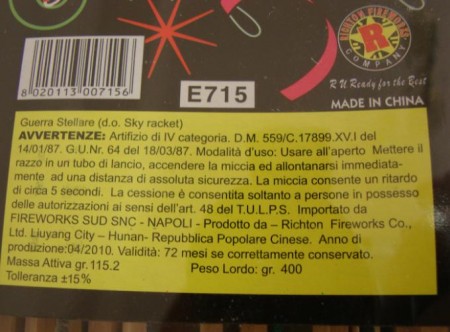 RICHTON FIREWORKS
R
COMPANY
R U Ready for the Best
MADE IN CHINA
8 020113 007156
E715
Guerra Stellare (d.o. Sky racket)
AVVERTENZE: Artifizio di IV categoria. D.M. 559/C.17899.XV.I del
14/01/87. G.U.Nr. 64 del 18/03/87. Modalità d'uso: Usare all'aperto Mettere il
razzo in un tubo di lancio, accendere la miccia ed allontanarsi immediata-
mente ad una distanza di assoluta sicurezza. La miccia consente un ritardo
di circa 5 secondi. La cessione é consentita soltanto a persone in possesso
delle autorizzazioni ai sensi dell'art. 48 del T.U.L.P.S. Importato da
FIREWORKS SUD SNC - NAPOLI - Prodotto da – Richton Fireworks Co.,
Ltd. Liuyang City – Hunan- Repubblica Popolare Cinese. Anno di
produzione:04/2010. Validità: 72 mesi se correttamente conservato.
Massa Attiva gr.115.2 Peso Lordo: gr. 400
Tolleranza ±15%